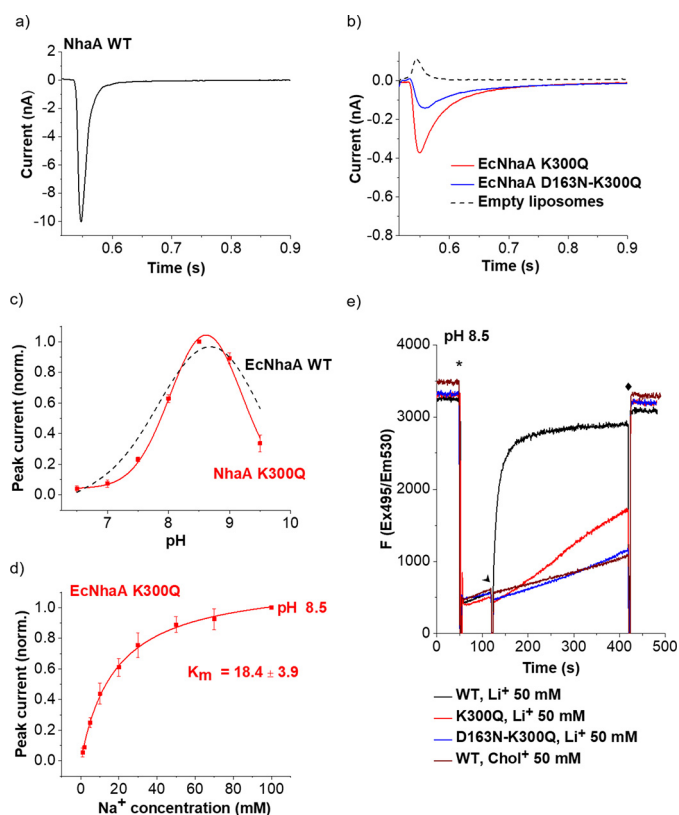 a)
NhaA WT
2
0
-2
-4
-6
-8
-10
Current (nA)
0.6
0.7
0.8
0.9
Time (s)
b)
0.0
-0.2
-0.4
-0.6
-0.8
Current (nA)
EcNhaA K300Q
EcNhaA D163N-K300Q
Empty liposomes
0.6
0.7
0.8
0.9
Time (s)
c)
1.0
0.8
0.6
0.4
0.2
0.0
Peak current (norm.)
EcNhaA WT
NhaA K300Q
7
8
9
10
pH
d)
EcNhaA K300Q
1.0
0.8
0.6
0.4
0.2
0.0
Peak current (norm.)
pH 8.5
Km = 18.4 ± 3.9
0
20
40
60
80
100
Na+ concentration (mM)
e)
pH 8.5
*
♦
4000
3000
2000
1000
0
F (Ex495/Em530)
0
100
200
300
400
500
Time (s)
WT, Li+ 50 mM
K300Q, Li+ 50 mM
D163N-K300Q, Li+ 50 mM
WT, Chol+ 50 mM